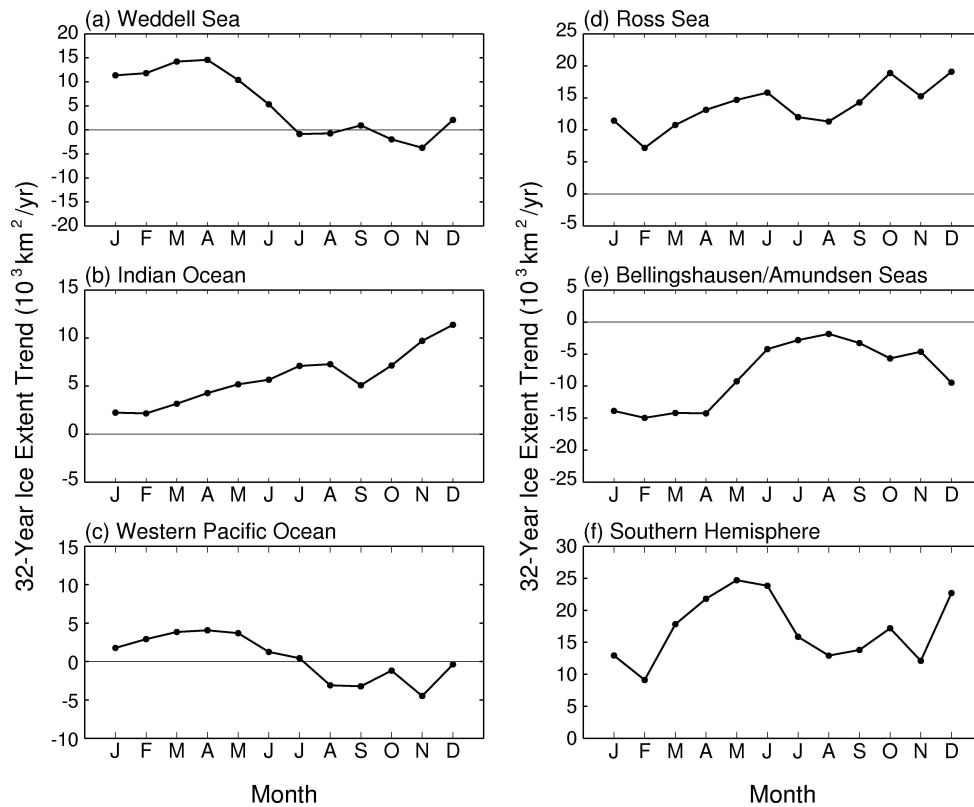 (a) Weddell Sea
20
15
10
5
0
-5
-10
-15
-20
J F M A M J J A S O N D
(b) Indian Ocean
15
10
5
0
-5
J F M A M J J A S O N D
(c) Western Pacific Ocean
15
10
5
0
-5
-10
J F M A M J J A S O N D
Month
32-Year Ice Extent Trend (10³ km²/yr)
(d) Ross Sea
25
20
15
10
5
0
-5
J F M A M J J A S O N D
(e) Bellingshausen/Amundsen Seas
5
0
-5
-10
-15
-20
-25
J F M A M J J A S O N D
(f) Southern Hemisphere
30
25
20
15
10
5
0
J F M A M J J A S O N D
Month
32-Year Ice Extent Trend (10³ km²/yr)